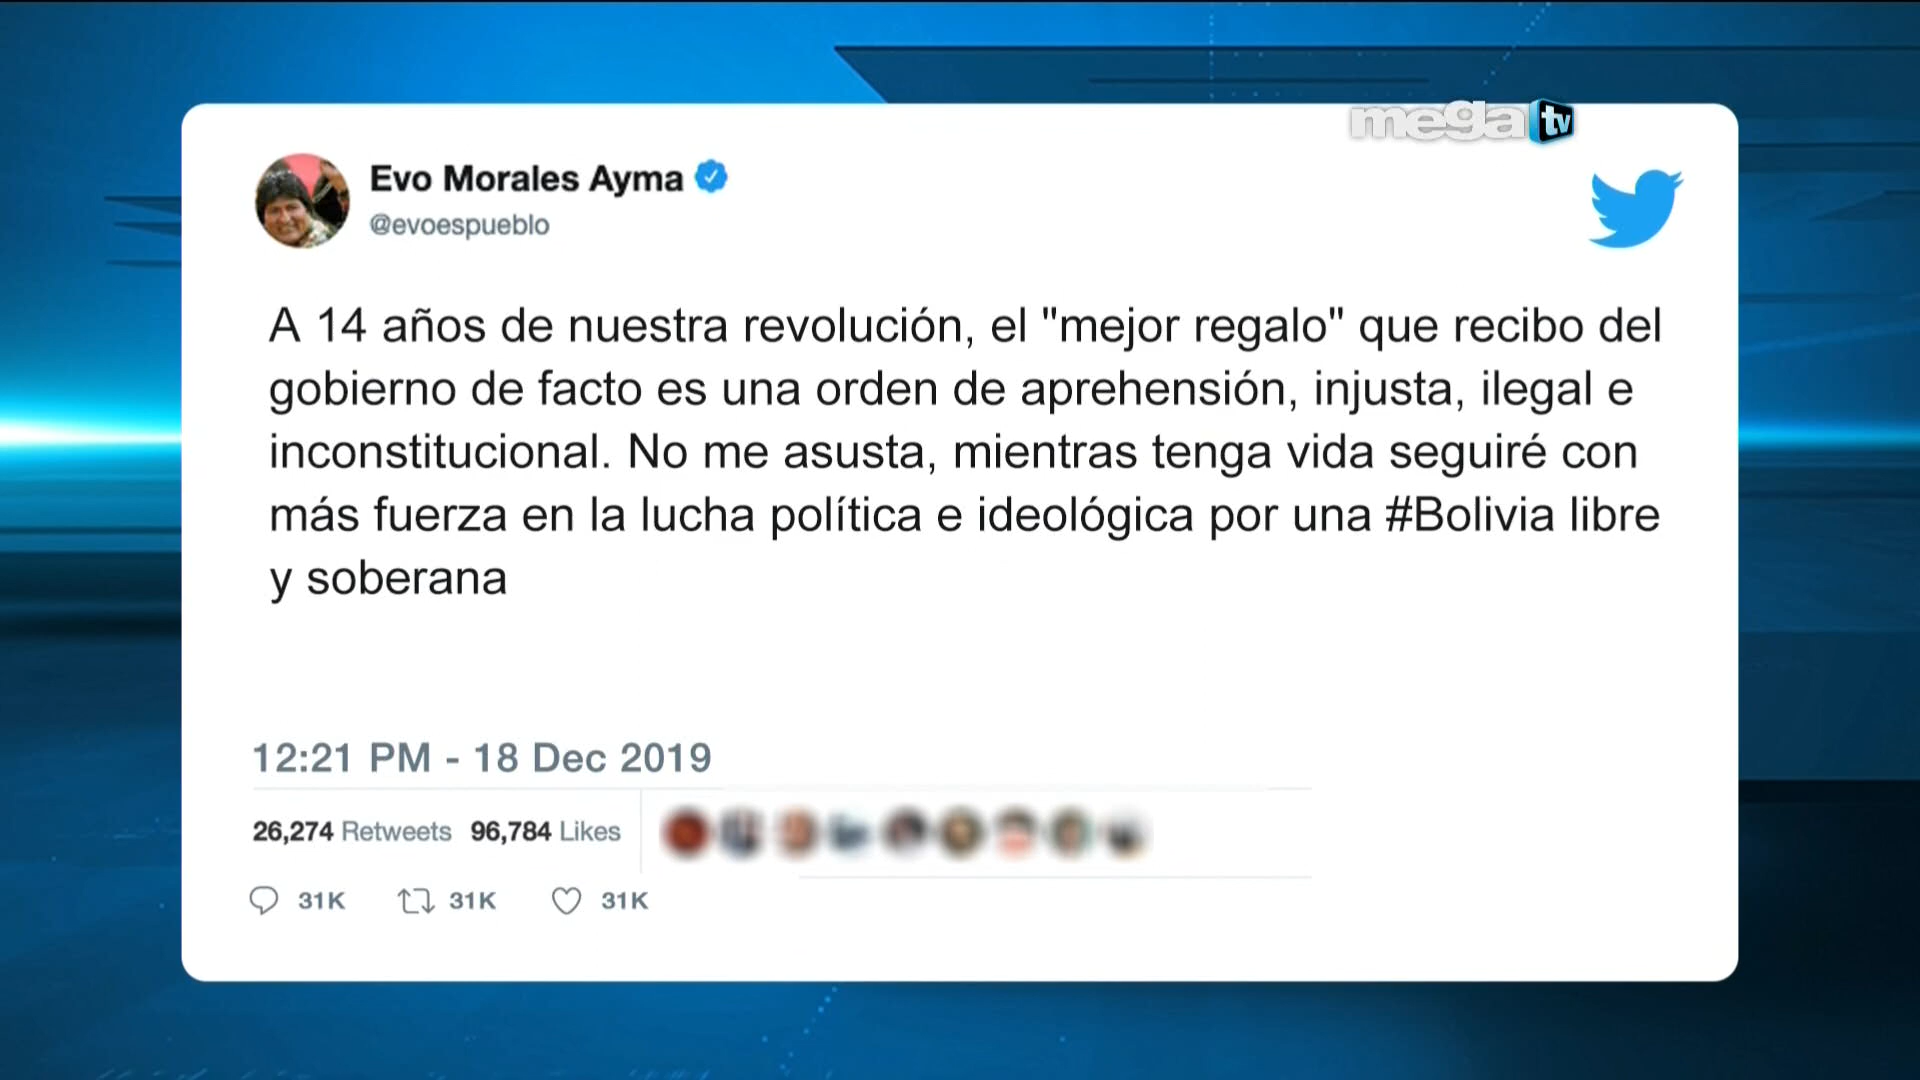 mega tv
Evo Morales Ayma
@evoespueblo
A 14 años de nuestra revolución, el "mejor regalo" que recibo del
gobierno de facto es una orden de aprehensión, injusta, ilegal e
inconstitucional. No me asusta, mientras tenga vida seguiré con
más fuerza en la lucha política e ideológica por una #Bolivia libre
y soberana
12:21 PM - 18 Dec 2019
26,274 Retweets 96,784 Likes
31K 31K 31K